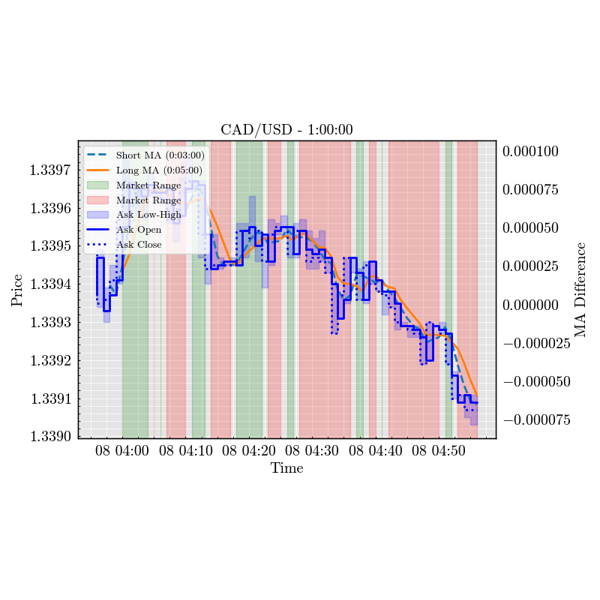 CAD/USD - 1:00:00
Short MA (0:03:00)
Long MA (0:05:00)
Market Range
Market Range
Ask Low-High
Ask Open
Ask Close
Price
1.3397
1.3396
1.3395
1.3394
1.3393
1.3392
1.3391
1.3390
0.000100
0.000075
0.000050
0.000025
0.000000
−0.000025
−0.000050
−0.000075
MA Difference
08 04:00 08 04:10 08 04:20 08 04:30 08 04:40 08 04:50
Time